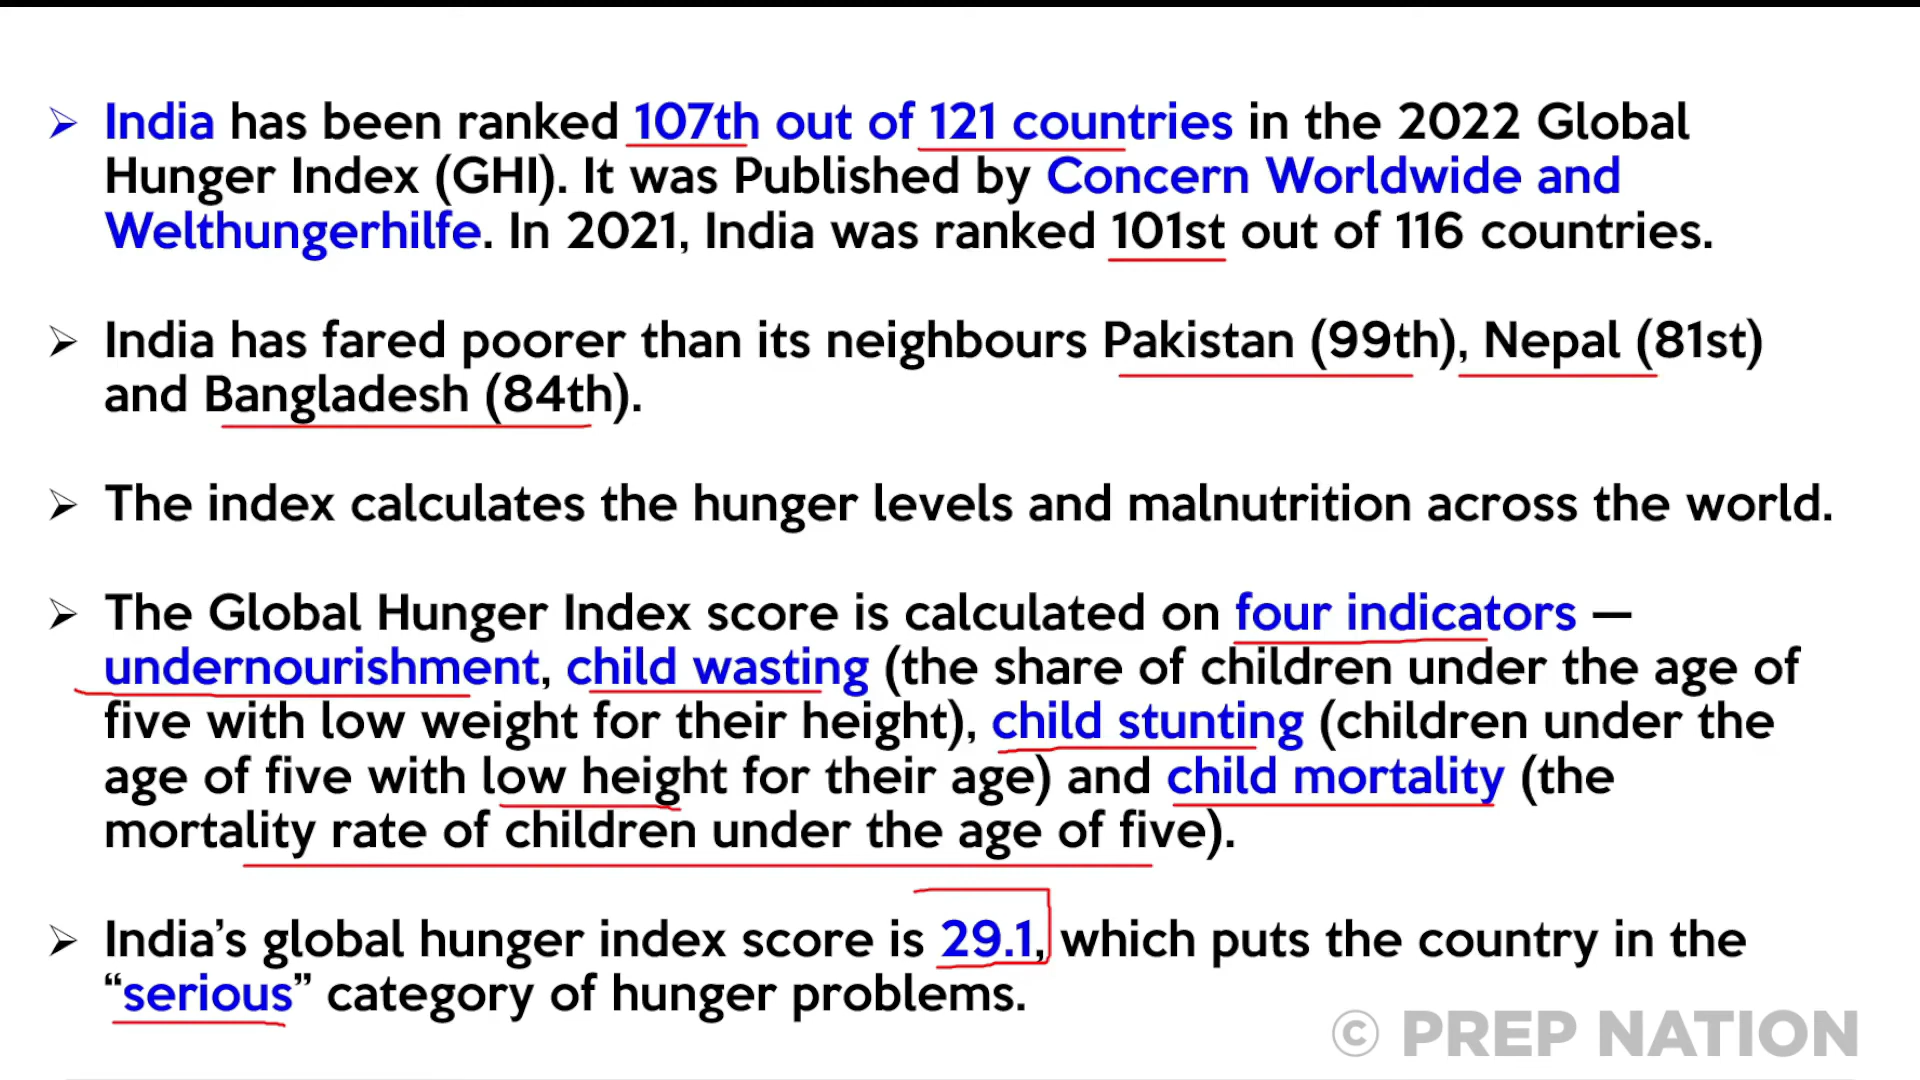 ➢ India has been ranked 107th out of 121 countries in the 2022 Global
Hunger Index (GHI). It was Published by Concern Worldwide and
Welthungerhilfe. In 2021, India was ranked 101st out of 116 countries.
➢ India has fared poorer than its neighbours Pakistan (99th), Nepal (81st)
and Bangladesh (84th).
➢ The index calculates the hunger levels and malnutrition across the world.
➢ The Global Hunger Index score is calculated on four indicators —
undernourishment, child wasting (the share of children under the age of
five with low weight for their height), child stunting (children under the
age of five with low height for their age) and child mortality (the
mortality rate of children under the age of five).
➢ India’s global hunger index score is 29.1, which puts the country in the
“serious” category of hunger problems.
© PREP NATION